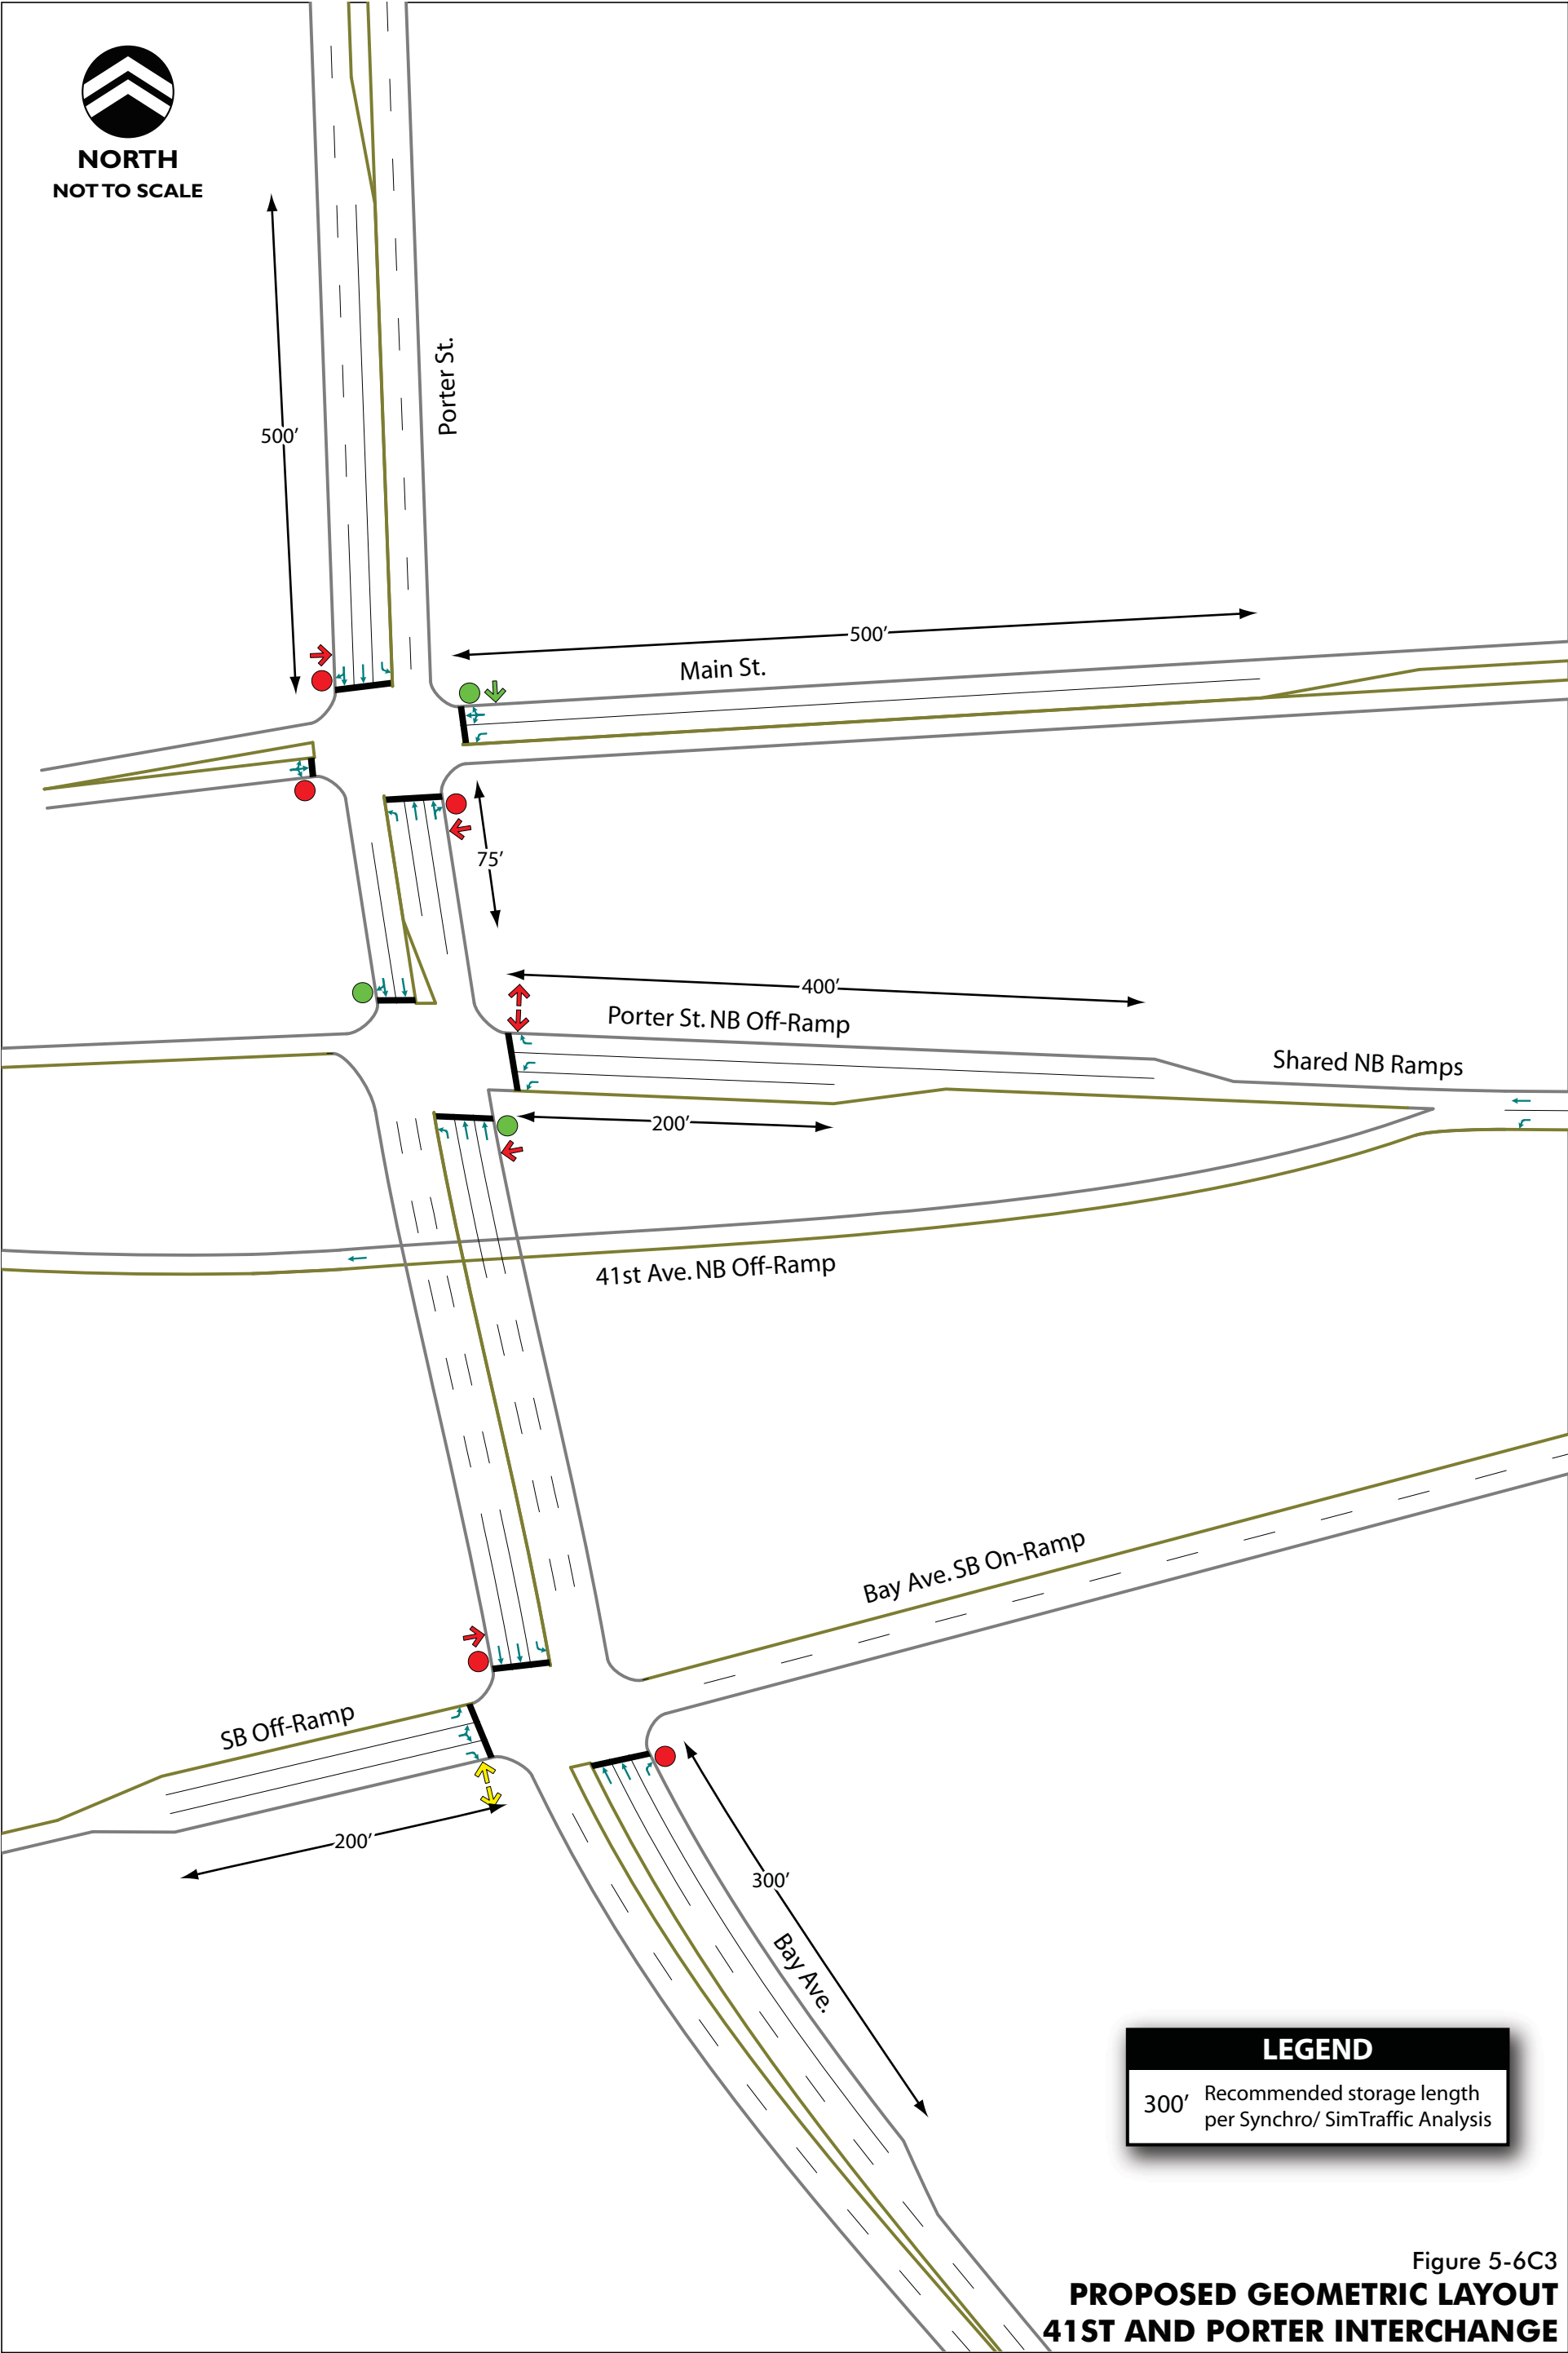 NORTH
NOT TO SCALE
Porter St.
500’
500’
Main St.
75’
400’
Porter St. NB Off-Ramp
Shared NB Ramps
200’
41st Ave. NB Off-Ramp
Bay Ave. SB On-Ramp
SB Off-Ramp
200’
300’
Bay Ave.
LEGEND
300’ Recommended storage length
per Synchro/ SimTraffic Analysis
Figure 5-6C3
PROPOSED GEOMETRIC LAYOUT
41ST AND PORTER INTERCHANGE